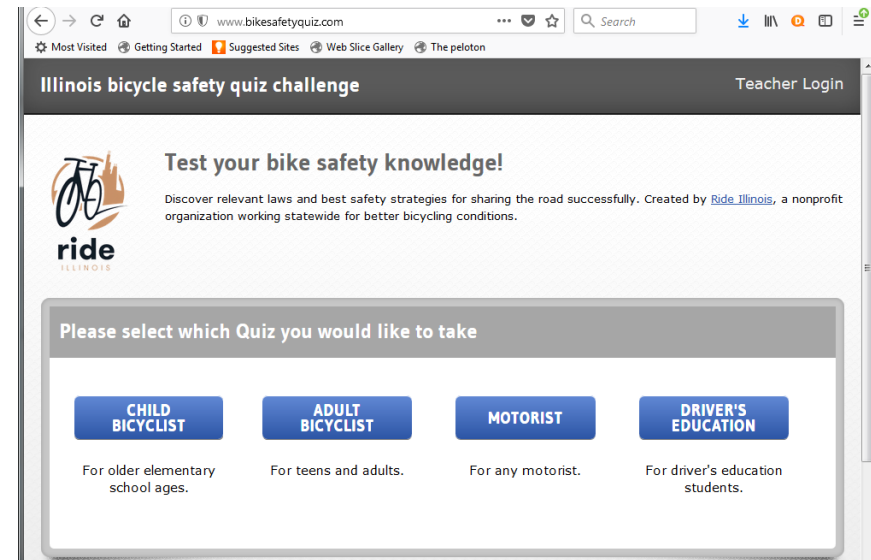 www.bikesafetyquiz.com
Search
Most Visited Getting Started Suggested Sites Web Slice Gallery The peloton
Illinois bicycle safety quiz challenge Teacher Login
Test your bike safety knowledge!
Discover relevant laws and best safety strategies for sharing the road successfully. Created by Ride Illinois, a nonprofit
organization working statewide for better bicycling conditions.
ride
ILLINOIS
Please select which Quiz you would like to take
CHILD
BICYCLIST
ADULT
BICYCLIST
MOTORIST
DRIVER'S
EDUCATION
For older elementary
school ages.
For teens and adults.
For any motorist.
For driver's education
students.